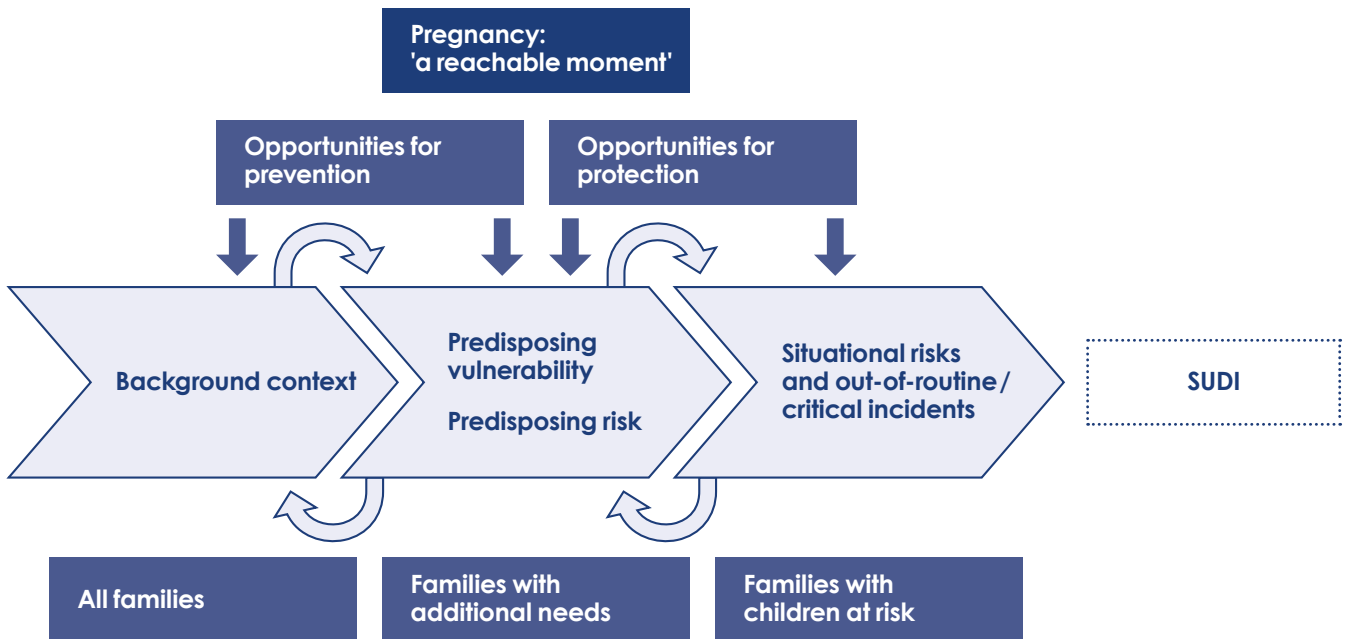 Pregnancy:
'a reachable moment'
Opportunities for
prevention
Opportunities for
protection
Background context
Predisposing
vulnerability
Predisposing risk
Situational risks
and out-of-routine/
critical incidents
SUDI
All families
Families with
additional needs
Families with
children at risk